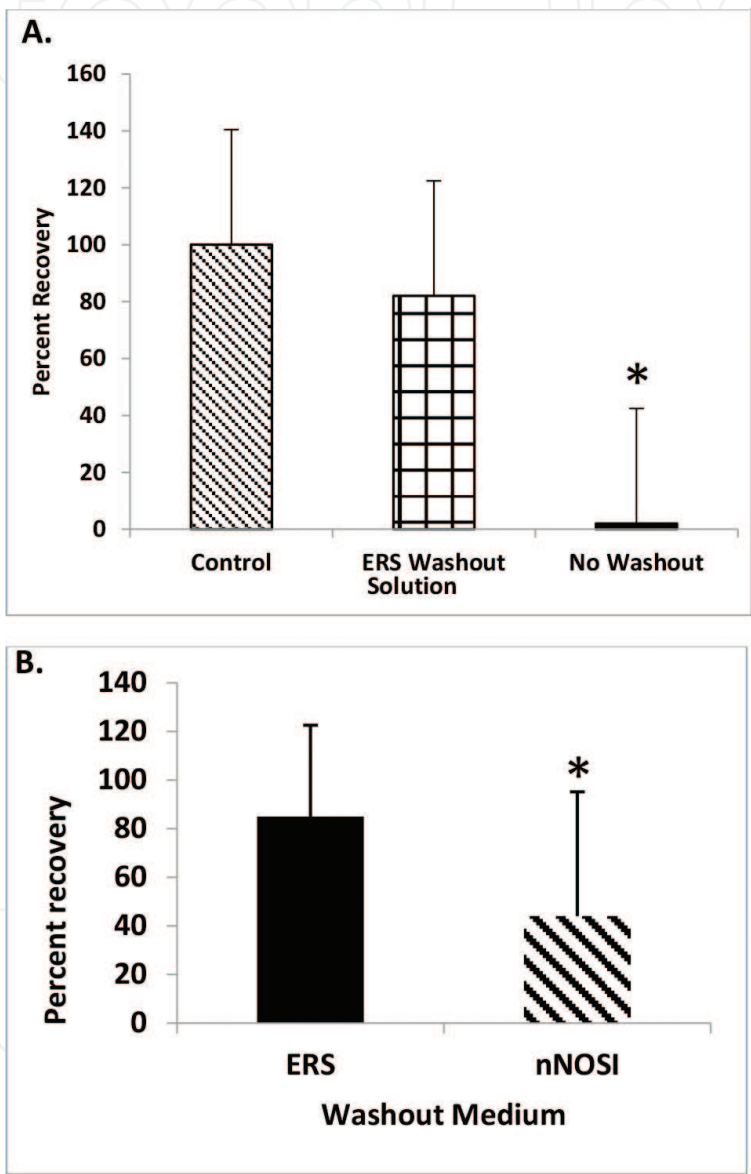 A.
160
140
120
100
80
60
40
20
0
Percent Recovery
*
Control
ERS Washout
Solution
No Washout
B.
140
120
100
80
60
40
20
0
Percent recovery
*
ERS
nNOSI
Washout Medium